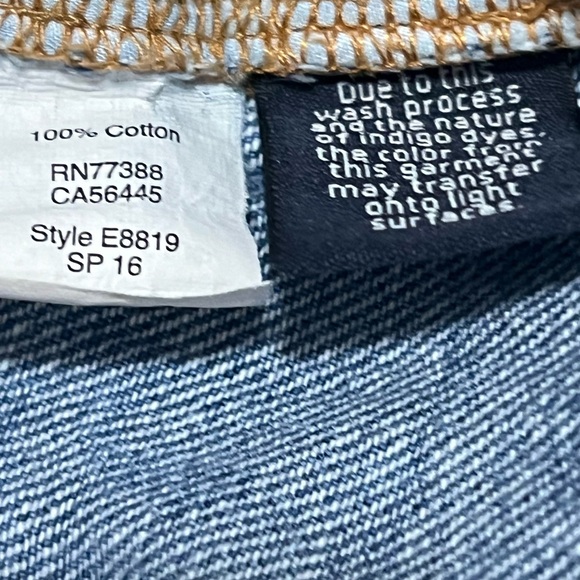 100% Cotton
RN77388
CA56445
Style E8819
SP 16
Due to this
wash process
and the nature
of indigo dyes,
the color from
this garment
may transfer
onto light
surfaces.